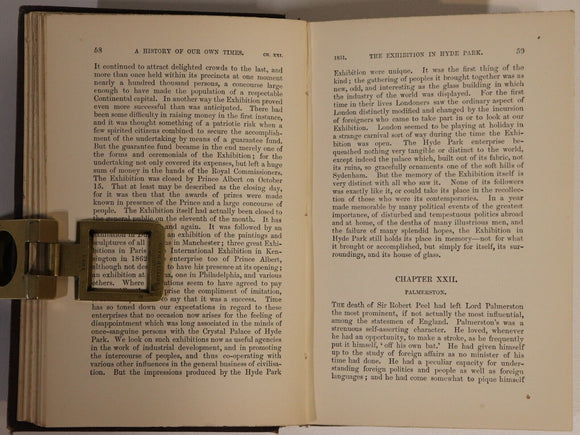 58 A HISTORY OF OUR OWN TIMES. CH. XXI.
It continued to attract delighted crowds to the last, and
more than once held within its precincts at one moment
nearly a hundred thousand persons, a concourse large
enough to have made the population of a respectable
Continental capital. In another way the Exhibition proved
even more successful than was anticipated. There had
been some difficulty in raising money in the first instance,
and it was thought something of a patriotic risk when a
few spirited citizens combined to secure the accomplish-
ment of the undertaking by means of a guarantee fund.
But the guarantee fund became in the end merely one of
the forms and ceremonials of the Exhibition; for the
undertaking not only covered its expenses, but left a huge
sum of money in the hands of the Royal Commissioners.
The Exhibition was closed by Prince Albert on October
15. That at least may be described as the closing day,
for it was then that the awards of prizes were made
known in presence of the Prince and a large concourse of
people. The Exhibition itself had actually been closed to
the general public on the eleventh of the month. It has
been and again. It was followed by an
exhibition in of the paintings and
sculptures of all in Manchester; three great Exhi-
bitions in Paris International Exhibition in Ken-
sington in 1862 enterprise too of Prince Albert,
although not des to have his presence at its opening;
an exhibition at a, one in Philadelphia, and various
others. Where seems to have agreed to pay
itation the compliment of imitation,
to say that it was a success. Time
has so toned down our expectations in regard to these
enterprises that no occasion now arises for the feeling of
disappointment which was long associated in the minds of
once-sanguine persons with the Crystal Palace of Hyde
Park. We look on such exhibitions now as useful agencies
in the work of industrial development, and in promoting
the intercourse of peoples, and thus co-operating with
various other influences in the general business of civilisa-
tion. But the impressions produced by the Hyde Park
1851. THE EXHIBITION IN HYDE PARK. 59
Exhibition were unique. It was the first thing of the
kind; the gathering of peoples it brought together was as
new, odd, and interesting as the glass building in which
the industry of the world was displayed. For the first
time in their lives Londoners saw the ordinary aspect of
London distinctly modified and changed by the incursion
of foreigners who came to take part in or to look at our
Exhibition. London seemed to be playing at holiday in
a strange carnival sort of way during the time the Exhi-
bition was open. The Hyde Park enterprise be-
queathed nothing very tangible or distinct to the world,
except indeed the palace which, built out of its fabric, not
its ruins, so gracefully ornaments one of the soft hills of
Sydenham. But the memory of the Exhibition itself is
very distinct with all who saw it. None of its followers
was exactly like it, or could take its place in the recollec-
tion of those who were its contemporaries. In a year
made memorable by many political events of the greatest
importance, of disturbed and tempestuous politics abroad
and at home, of the deaths of many illustrious men, and
the failure of many splendid hopes, the Exhibition in
Hyde Park still holds its place in memory—not for what
it brought or accomplished, but simply for itself, its sur-
roundings, and its house of glass.
CHAPTER XXII.
PALMERSTON.
THE death of Sir Robert Peel had left Lord Palmerston
the most prominent, if not actually the most influential,
among the statesmen of England. Palmerston's was a
strenuous self-asserting character. He loved, whenever
he had an opportunity, to make a stroke, as he frequently
put it himself, 'off his own bat.' He had given himself
up to the study of foreign affairs as no minister of his
time had done. He had a peculiar capacity for under-
standing foreign politics and people as well as foreign
languages; and he had come somewhat to pique himself